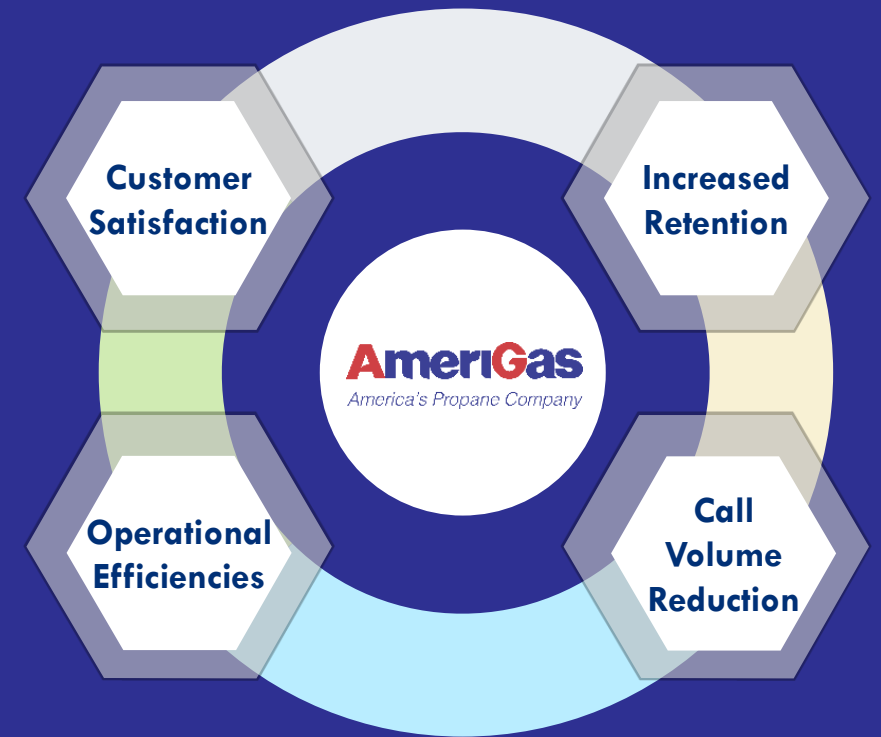 Customer
Satisfaction
Increased
Retention
AmeriGas
America's Propane Company
Operational
Efficiencies
Call
Volume
Reduction